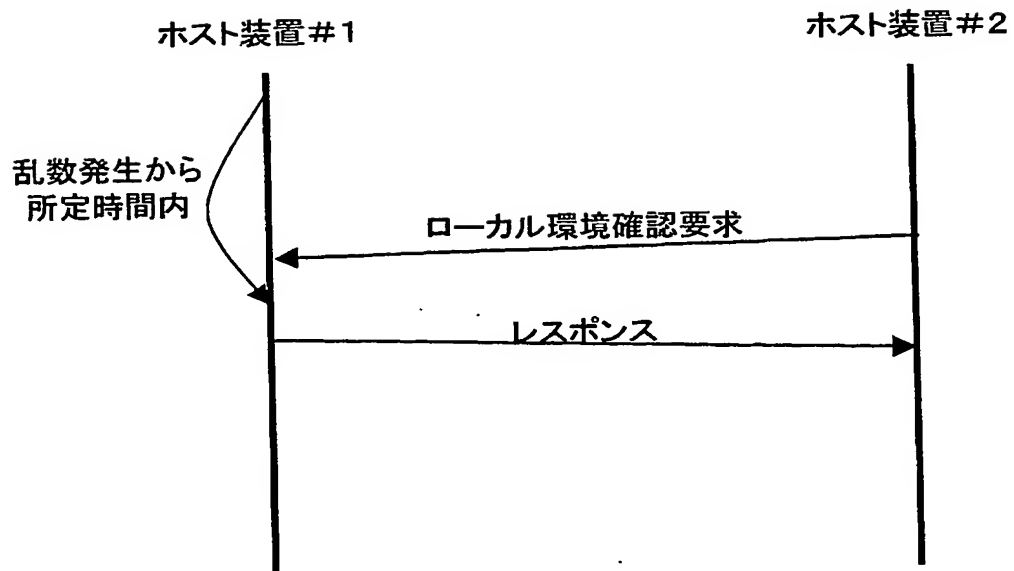 ホスト装置＃１
ホスト装置＃２
乱数発生から
所定時間内
ローカル環境確認要求
レスポンス